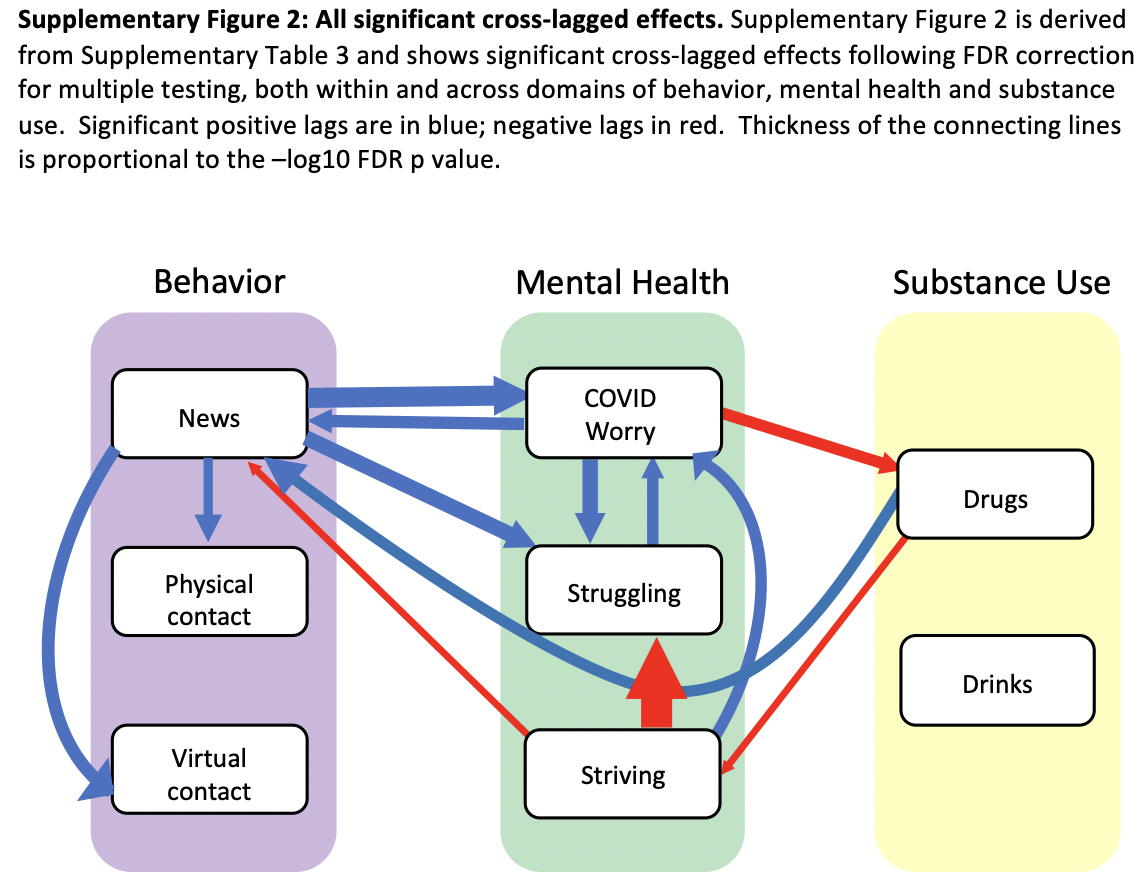 Supplementary Figure 2: All significant cross-lagged effects. Supplementary Figure 2 is derived
from Supplementary Table 3 and shows significant cross-lagged effects following FDR correction
for multiple testing, both within and across domains of behavior, mental health and substance
use.  Significant positive lags are in blue; negative lags in red.  Thickness of the connecting lines
is proportional to the –log10 FDR p value.
Behavior
Mental Health
Substance Use
News
COVID
Worry
Drugs
Physical
contact
Struggling
Drinks
Virtual
contact
Striving